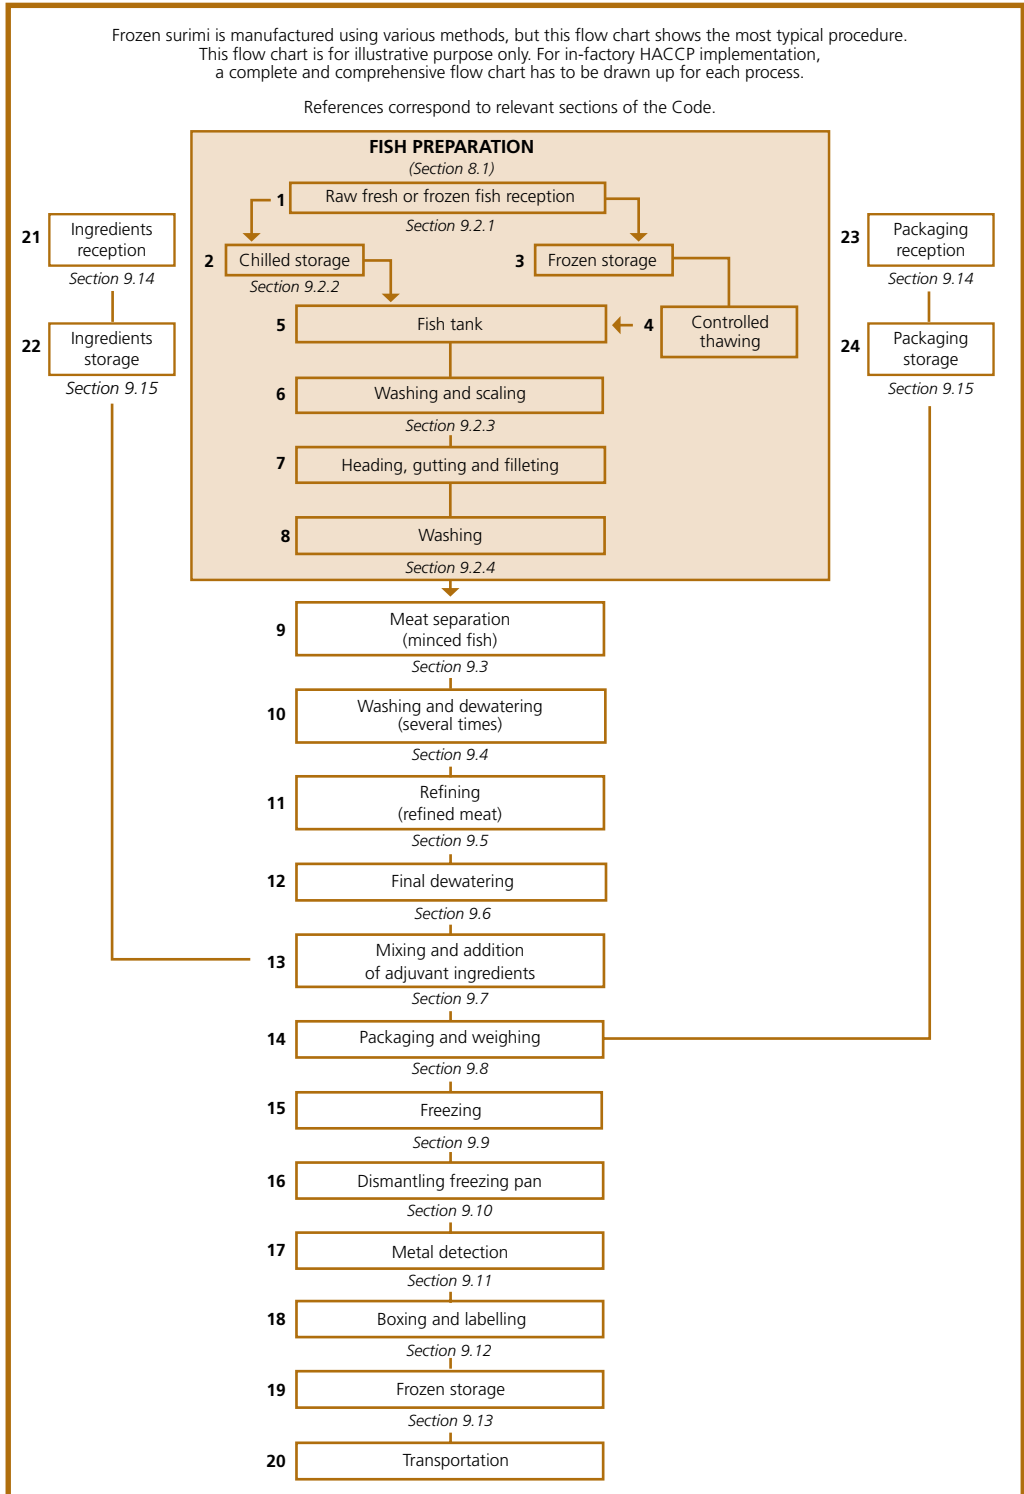 Frozen surimi is manufactured using various methods, but this flow chart shows the most typical procedure.
This flow chart is for illustrative purpose only. For in-factory HACCP implementation,
a complete and comprehensive flow chart has to be drawn up for each process.
References correspond to relevant sections of the Code.
FISH PREPARATION
(Section 8.1)
1 Raw fresh or frozen fish reception
Section 9.2.1
2 Chilled storage
Section 9.2.2
3 Frozen storage
4 Controlled
thawing
5 Fish tank
6 Washing and scaling
Section 9.2.3
7 Heading, gutting and filleting
8 Washing
Section 9.2.4
9 Meat separation
(minced fish)
Section 9.3
10 Washing and dewatering
(several times)
Section 9.4
11 Refining
(refined meat)
Section 9.5
12 Final dewatering
Section 9.6
13 Mixing and addition
of adjuvant ingredients
Section 9.7
14 Packaging and weighing
Section 9.8
15 Freezing
Section 9.9
16 Dismantling freezing pan
Section 9.10
17 Metal detection
Section 9.11
18 Boxing and labelling
Section 9.12
19 Frozen storage
Section 9.13
20 Transportation
21 Ingredients
reception
Section 9.14
22 Ingredients
storage
Section 9.15
23 Packaging
reception
Section 9.14
24 Packaging
storage
Section 9.15